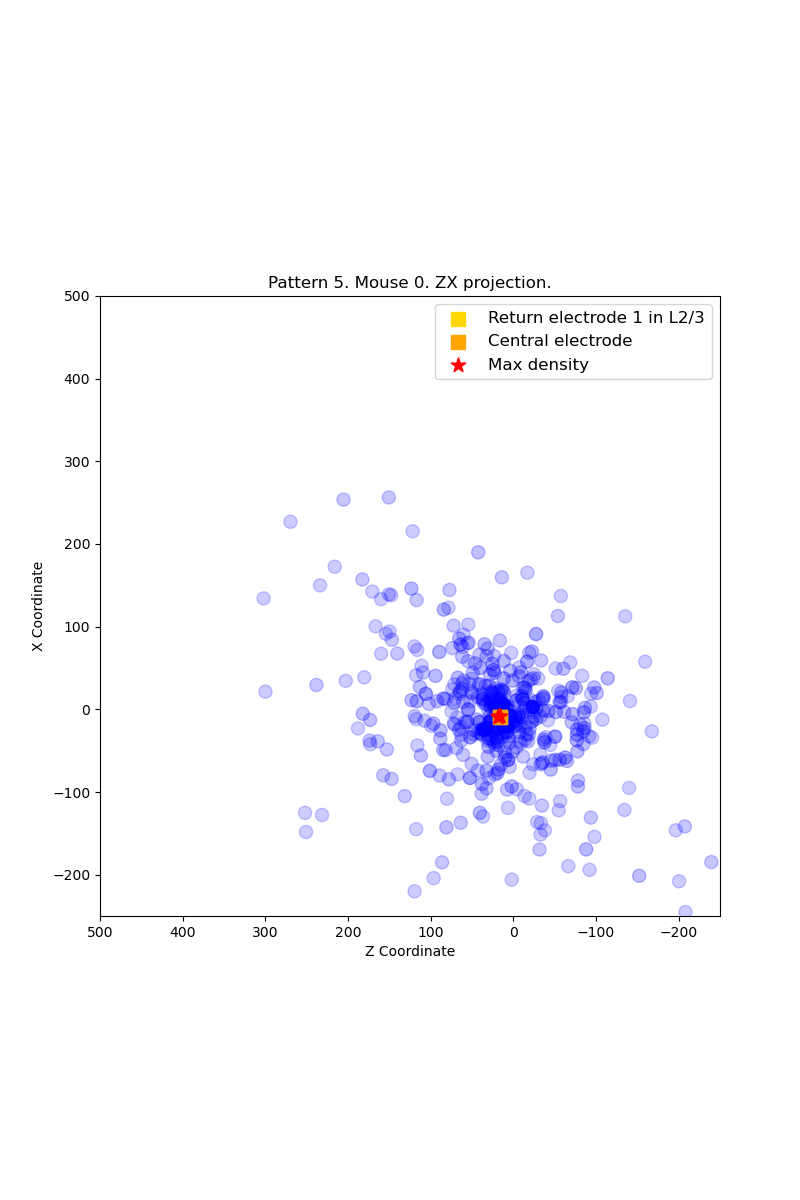 Pattern 5. Mouse 0. ZX projection.
Return electrode 1 in L2/3
Central electrode
Max density
X Coordinate
500
400
300
200
100
0
−100
−200
500 400 300 200 100 0 −100 −200
Z Coordinate